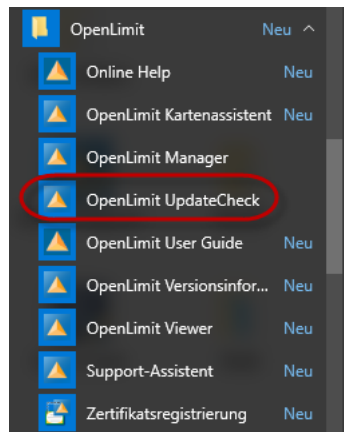 OpenLimit Neu
Online Help Neu
OpenLimit Kartenassistent Neu
OpenLimit Manager
OpenLimit UpdateCheck
OpenLimit User Guide Neu
OpenLimit Versionsinfor... Neu
OpenLimit Viewer Neu
Support-Assistent Neu
Zertifikatsregistrierung Neu